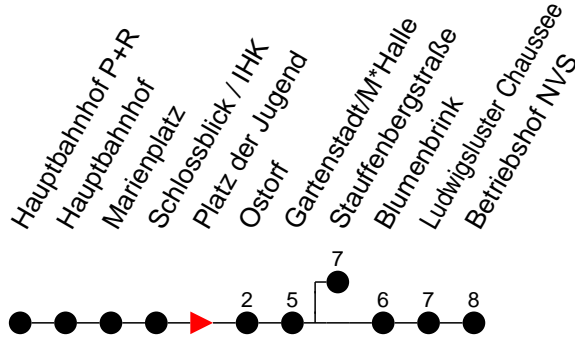 Hauptbahnhof P+R
Hauptbahnhof
Marienplatz
Schlossblick / IHK
Platz der Jugend
Ostorf
Gartenstadt/M*Halle
Stauffenbergstraße
Blumenbrink
Ludwigsluster Chaussee
Betriebshof NVS
7
2 5 6 7 8